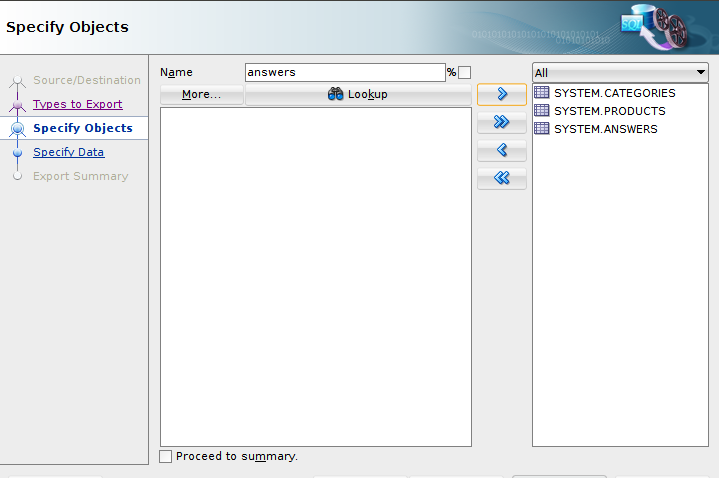 Specify Objects
SQL
Source/Destination
Types to Export
Specify Objects
Specify Data
Export Summary
Name
answers
%
More...
Lookup
All
SYSTEM.CATEGORIES
SYSTEM.PRODUCTS
SYSTEM.ANSWERS
Proceed to summary.